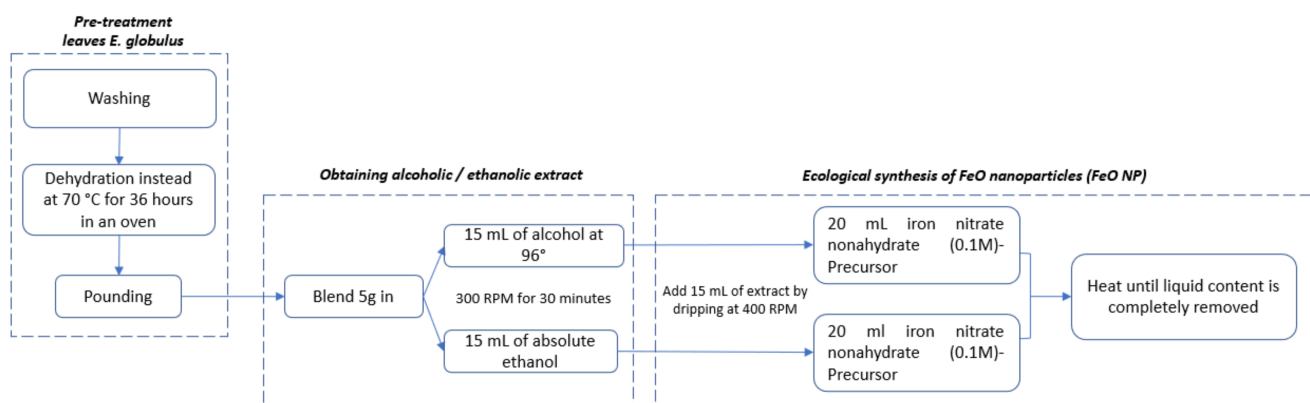 Pre-treatment
leaves E. globulus
Washing
Dehydration instead
at 70 °C for 36 hours
in an oven
Pounding
Obtaining alcoholic / ethanolic extract
Blend 5g in
15 mL of alcohol at
96°
300 RPM for 30 minutes
15 mL of absolute
ethanol
Ecological synthesis of FeO nanoparticles (FeO NP)
Add 15 mL of extract by
dripping at 400 RPM
20 mL iron nitrate
nonahydrate (0.1M)-
Precursor
20 ml iron nitrate
nonahydrate (0.1M)-
Precursor
Heat until liquid content is
completely removed